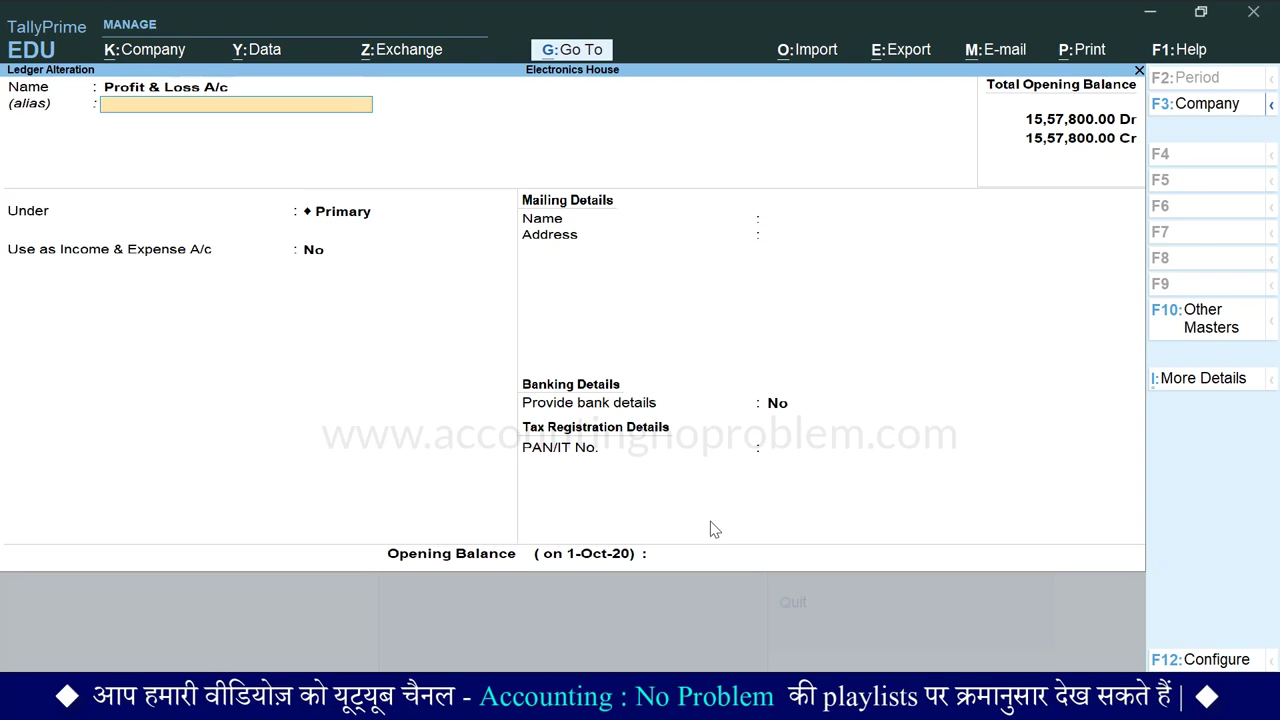 TallyPrime
EDU
MANAGE
K:Company Y:Data Z:Exchange G:Go To O:Import E:Export M:E-mail P:Print F1:Help
Ledger Alteration Electronics House
Name : Profit & Loss A/c
(alias) :
Total Opening Balance
15,57,800.00 Dr
15,57,800.00 Cr
Under : ♦ Primary
Use as Income & Expense A/c : No
Mailing Details
Name :
Address :
Banking Details
Provide bank details : No
Tax Registration Details
PAN/IT No. :
www.accountingnoproblem.com
Opening Balance ( on 1-Oct-20) :
Quit
F2:Period
F3:Company
F4
F5
F6
F7
F8
F9
F10:Other
Masters
I:More Details
F12:Configure
◆ आप हमारी वीडियोज़ को यूट्यूब चैनल - Accounting : No Problem की playlists पर क्रमानुसार देख सकते हैं | ◆